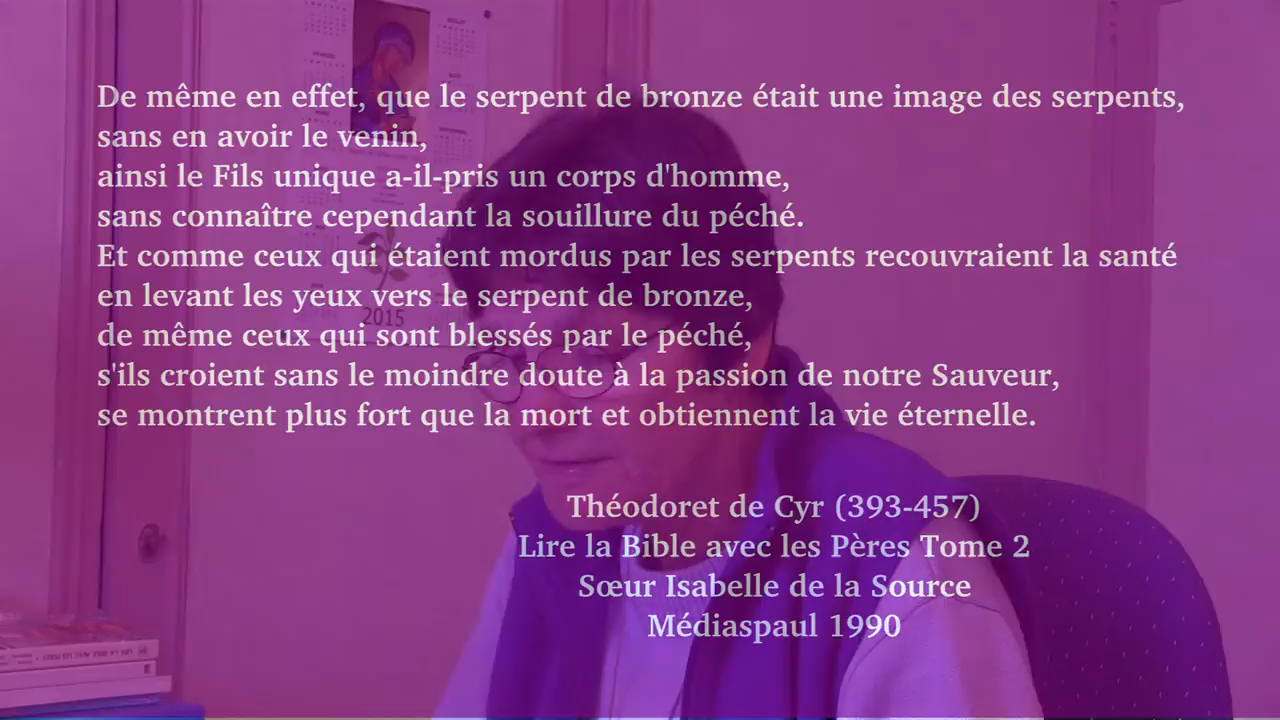 De même en effet, que le serpent de bronze était une image des serpents,
sans en avoir le venin,
ainsi le Fils unique a-il-pris un corps d'homme,
sans connaître cependant la souillure du péché.
Et comme ceux qui étaient mordus par les serpents recouvraient la santé
en levant les yeux vers le serpent de bronze,
de même ceux qui sont blessés par le péché,
s'ils croient sans le moindre doute à la passion de notre Sauveur,
se montrent plus fort que la mort et obtiennent la vie éternelle.
2015
Théodoret de Cyr (393-457)
Lire la Bible avec les Pères Tome 2
Sœur Isabelle de la Source
Médiaspaul 1990